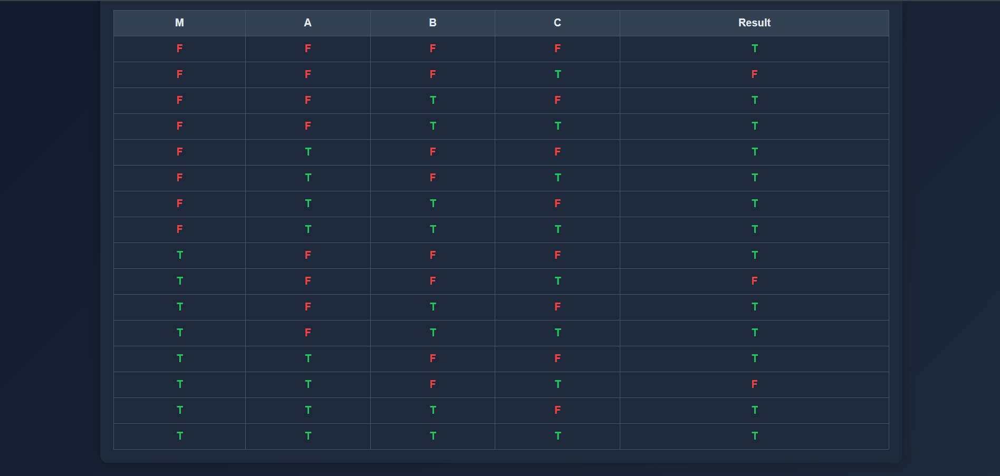 M A B C Result
F F F F T
F F F T F
F F T F T
F F T T T
F T F F T
F T F T T
F T T F T
F T T T T
T F F F T
T F F T F
T F T F T
T F T T T
T T F F T
T T F T F
T T T F T
T T T T T